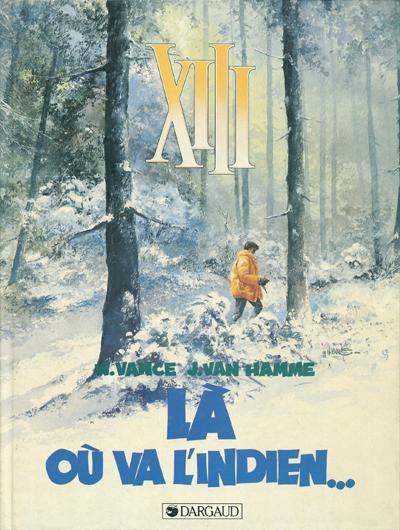 XIII
W. VANCE J. VAN HAMME
LÀ
OÙ VA L'INDIEN...
DARGAUD